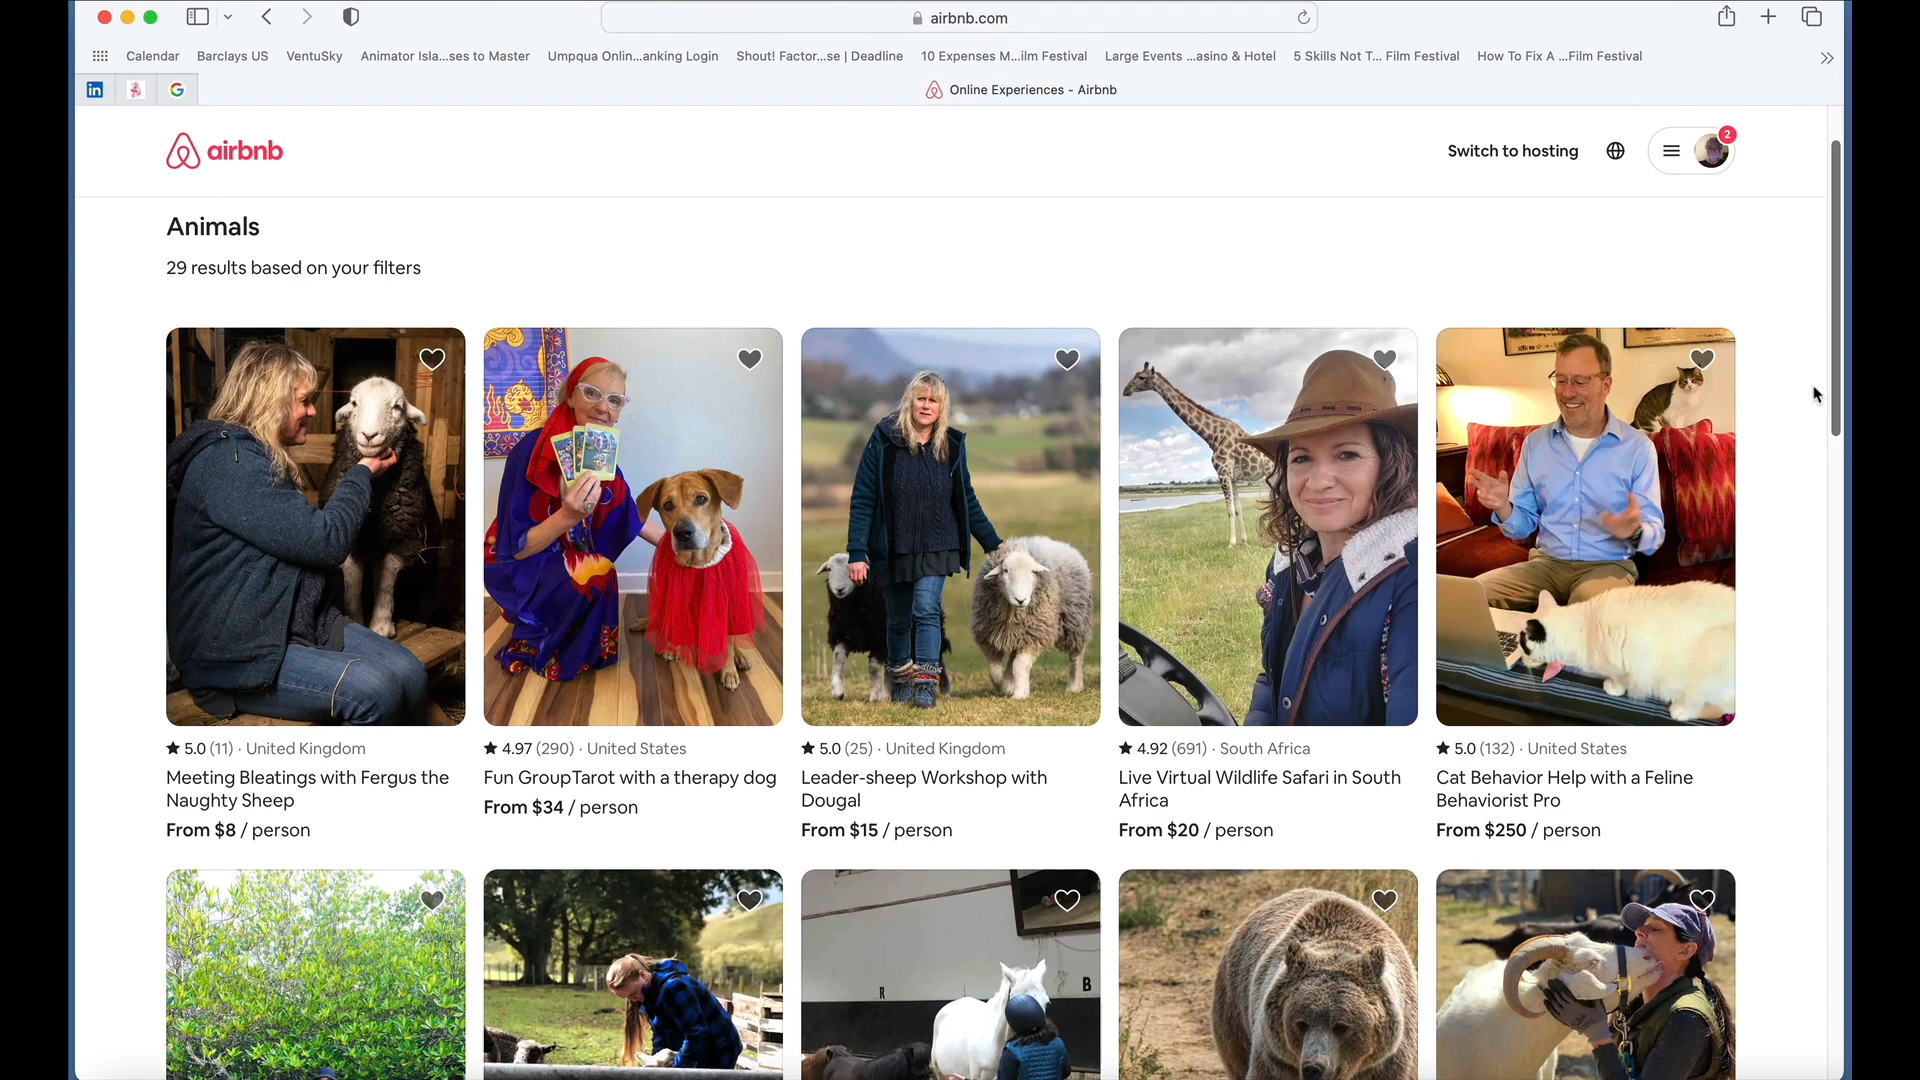 airbnb.com
Calendar
Barclays US
VentuSky
Animator Isla...ses to Master
Umpqua Onlin...anking Login
Shout! Factor...se | Deadline
10 Expenses M...ilm Festival
Large Events ...asino & Hotel
5 Skills Not T... Film Festival
How To Fix A ...Film Festival
in
G
Online Experiences - Airbnb
airbnb
Switch to hosting
2
Animals
29 results based on your filters
★ 5.0 (11) · United Kingdom
Meeting Bleatings with Fergus the
Naughty Sheep
From $8 / person
★ 4.97 (290) · United States
Fun GroupTarot with a therapy dog
From $34 / person
★ 5.0 (25) · United Kingdom
Leader-sheep Workshop with
Dougal
From $15 / person
★ 4.92 (691) · South Africa
Live Virtual Wildlife Safari in South
Africa
From $20 / person
★ 5.0 (132) · United States
Cat Behavior Help with a Feline
Behaviorist Pro
From $250 / person
R
B